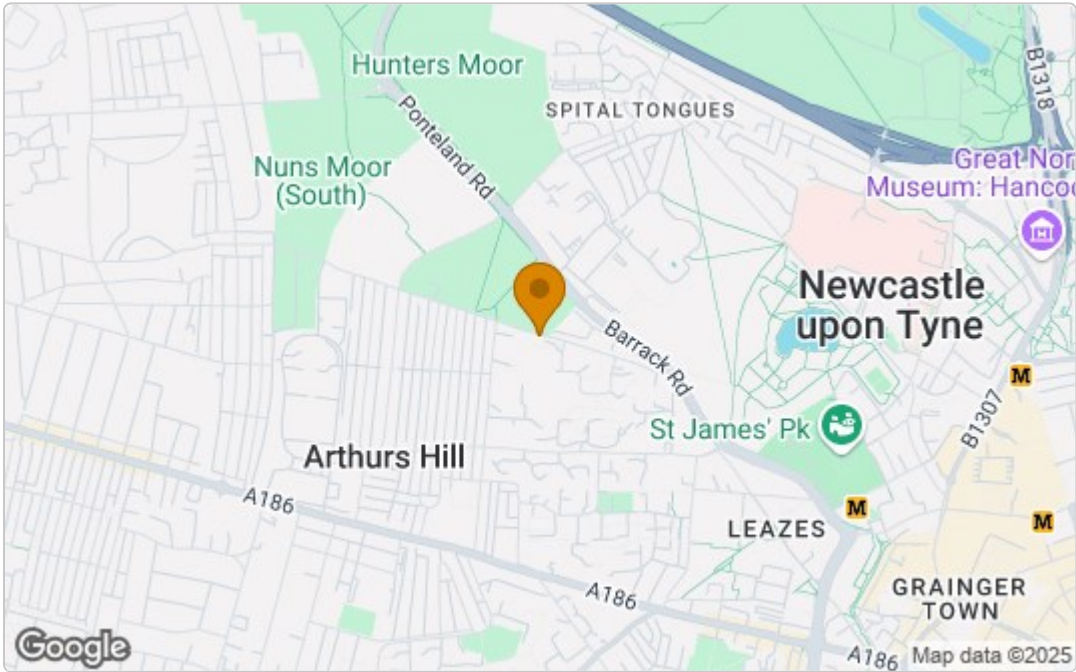 Hunters Moor
B1318
Ponteland Rd
SPITAL TONGUES
Great Nor
Museum: Hancoc
Nuns Moor
(South)
Newcastle
upon Tyne
Barrack Rd
M
St James' Pk
B1307
Arthurs Hill
A186
M
M
LEAZES
GRAINGER
TOWN
A186
A186
Google
Map data ©2025